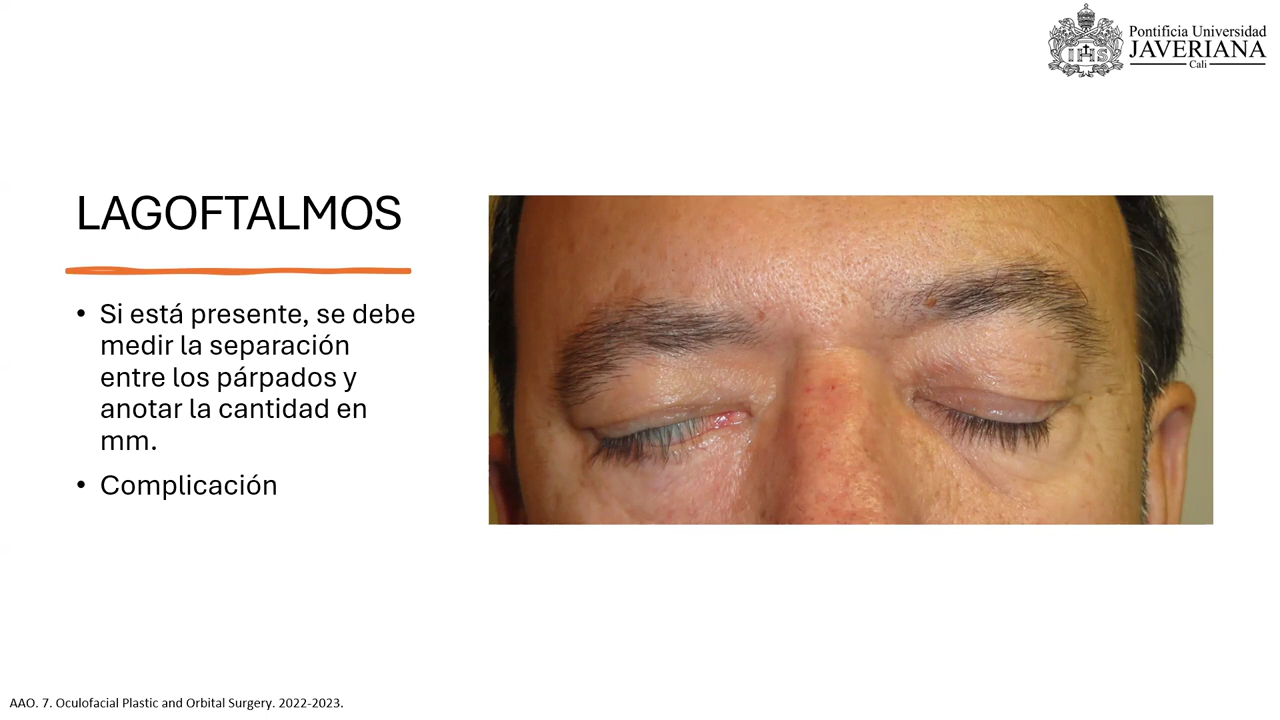 IHS
Pontificia Universidad
JAVERIANA
Cali
LAGOFTALMOS
• Si está presente, se debe
medir la separación
entre los párpados y
anotar la cantidad en
mm.
• Complicación
AAO. 7. Oculofacial Plastic and Orbital Surgery. 2022-2023.